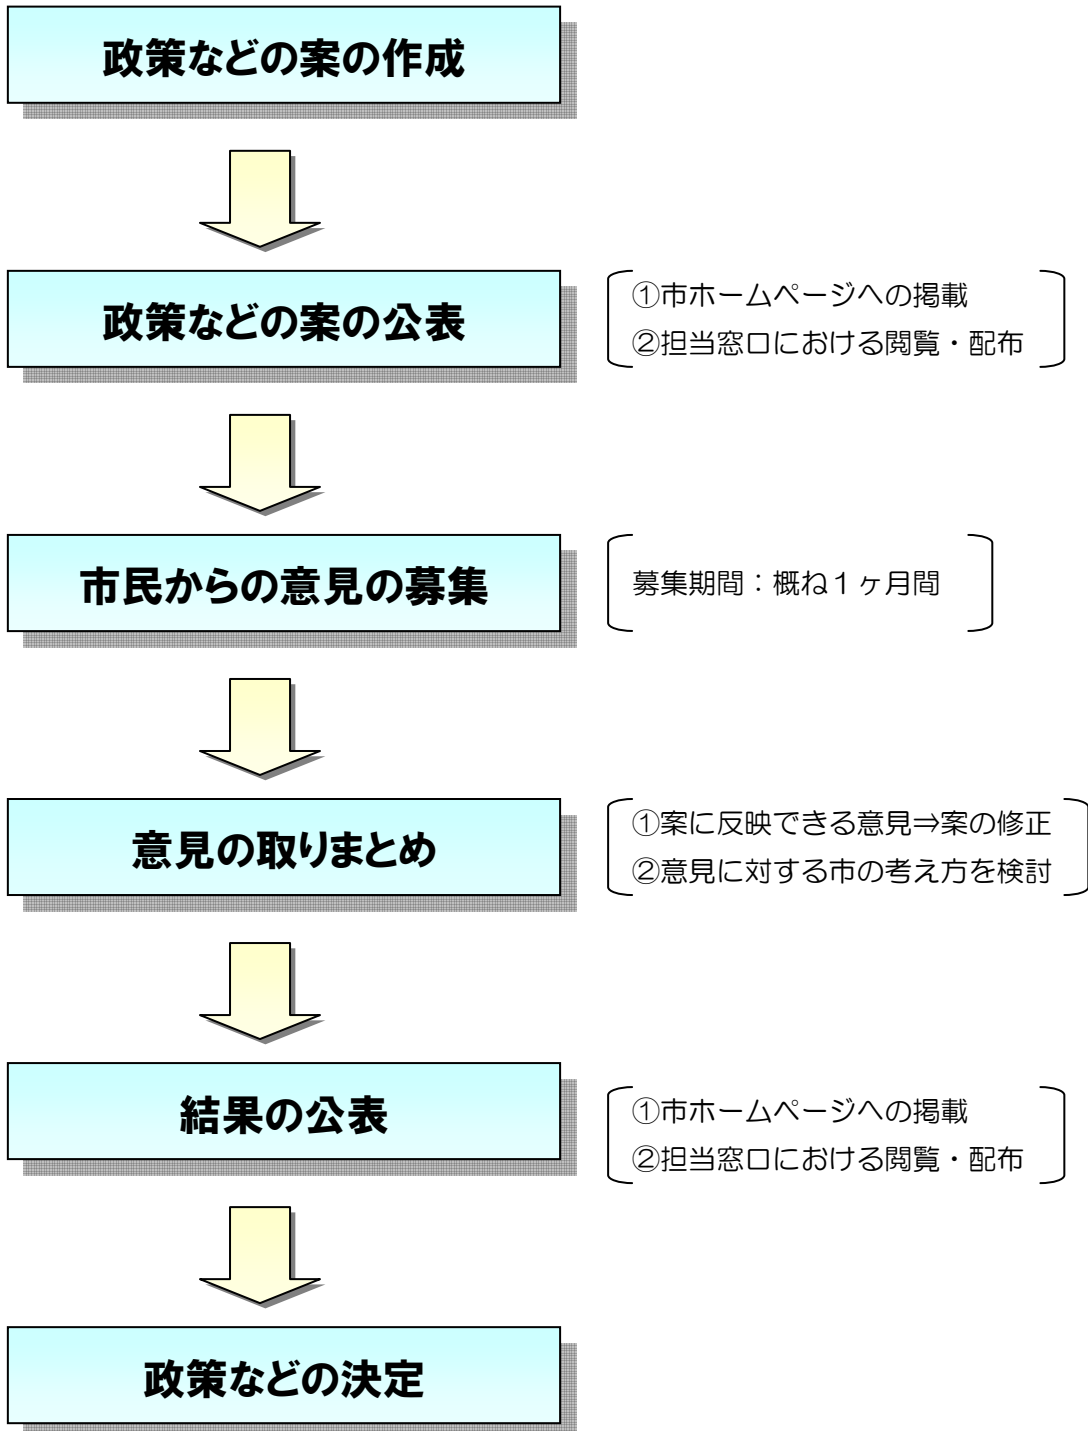 政策などの案の作成
政策などの案の公表
①市ホームページへの掲載
②担当窓口における閲覧・配布
市民からの意見の募集
募集期間：概ね１ヶ月間
意見の取りまとめ
①案に反映できる意見⇒案の修正
②意見に対する市の考え方を検討
結果の公表
①市ホームページへの掲載
②担当窓口における閲覧・配布
政策などの決定